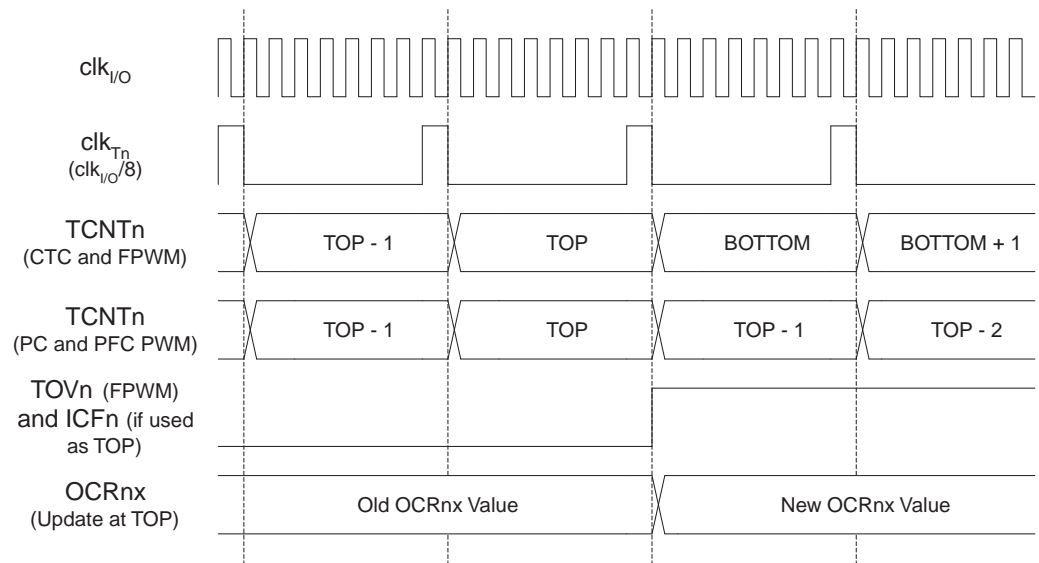 clkI/O
clkTn
(clkI/O/8)
TCNTn
(CTC and FPWM)
TOP - 1
TOP
BOTTOM
BOTTOM + 1
TCNTn
(PC and PFC PWM)
TOP - 1
TOP
TOP - 1
TOP - 2
TOVn (FPWM)
and ICFn (if used
as TOP)
OCRnx
(Update at TOP)
Old OCRnx Value
New OCRnx Value